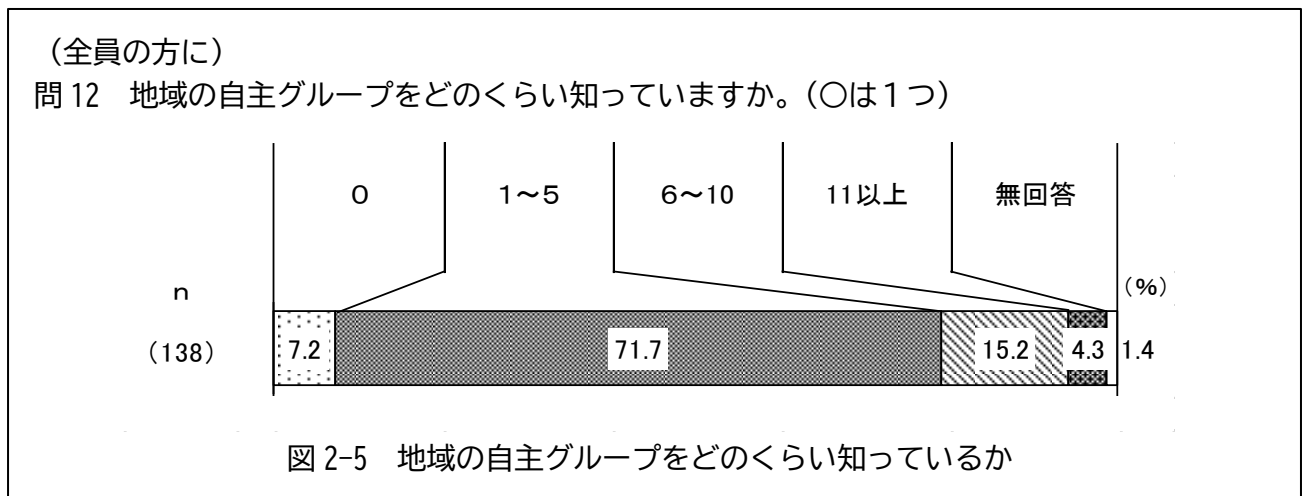 （全員の方に）
問 12　地域の自主グループをどのくらい知っていますか。（○は１つ）
０　１～５　６～10　11以上　無回答
（％）
ｎ
（138）　7.2　71.7　15.2　4.3　1.4
図 2-5　地域の自主グループをどのくらい知っているか